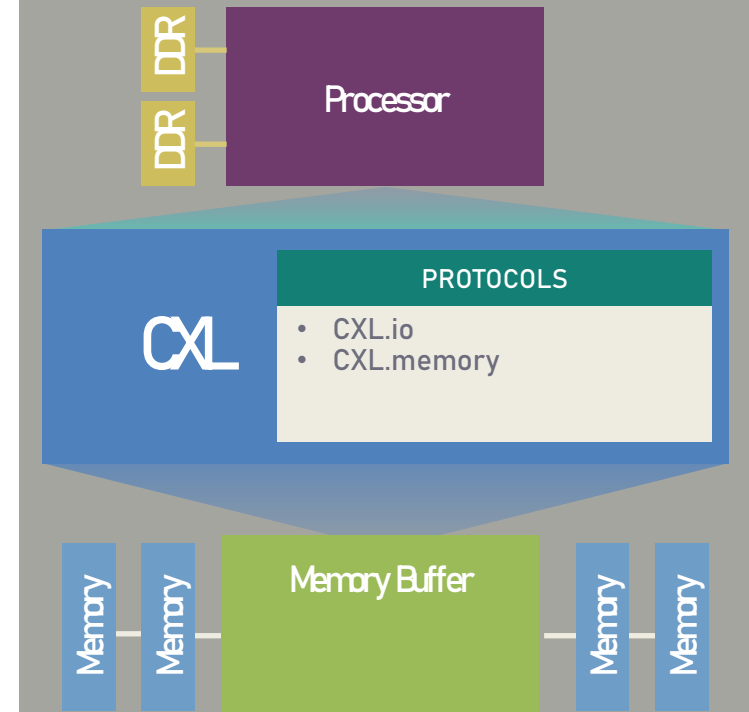 DDR
Processor
DDR
CXL
PROTOCOLS
• CXL.io
• CXL.memory
Memory Buffer
Memory
Memory
Memory
Memory